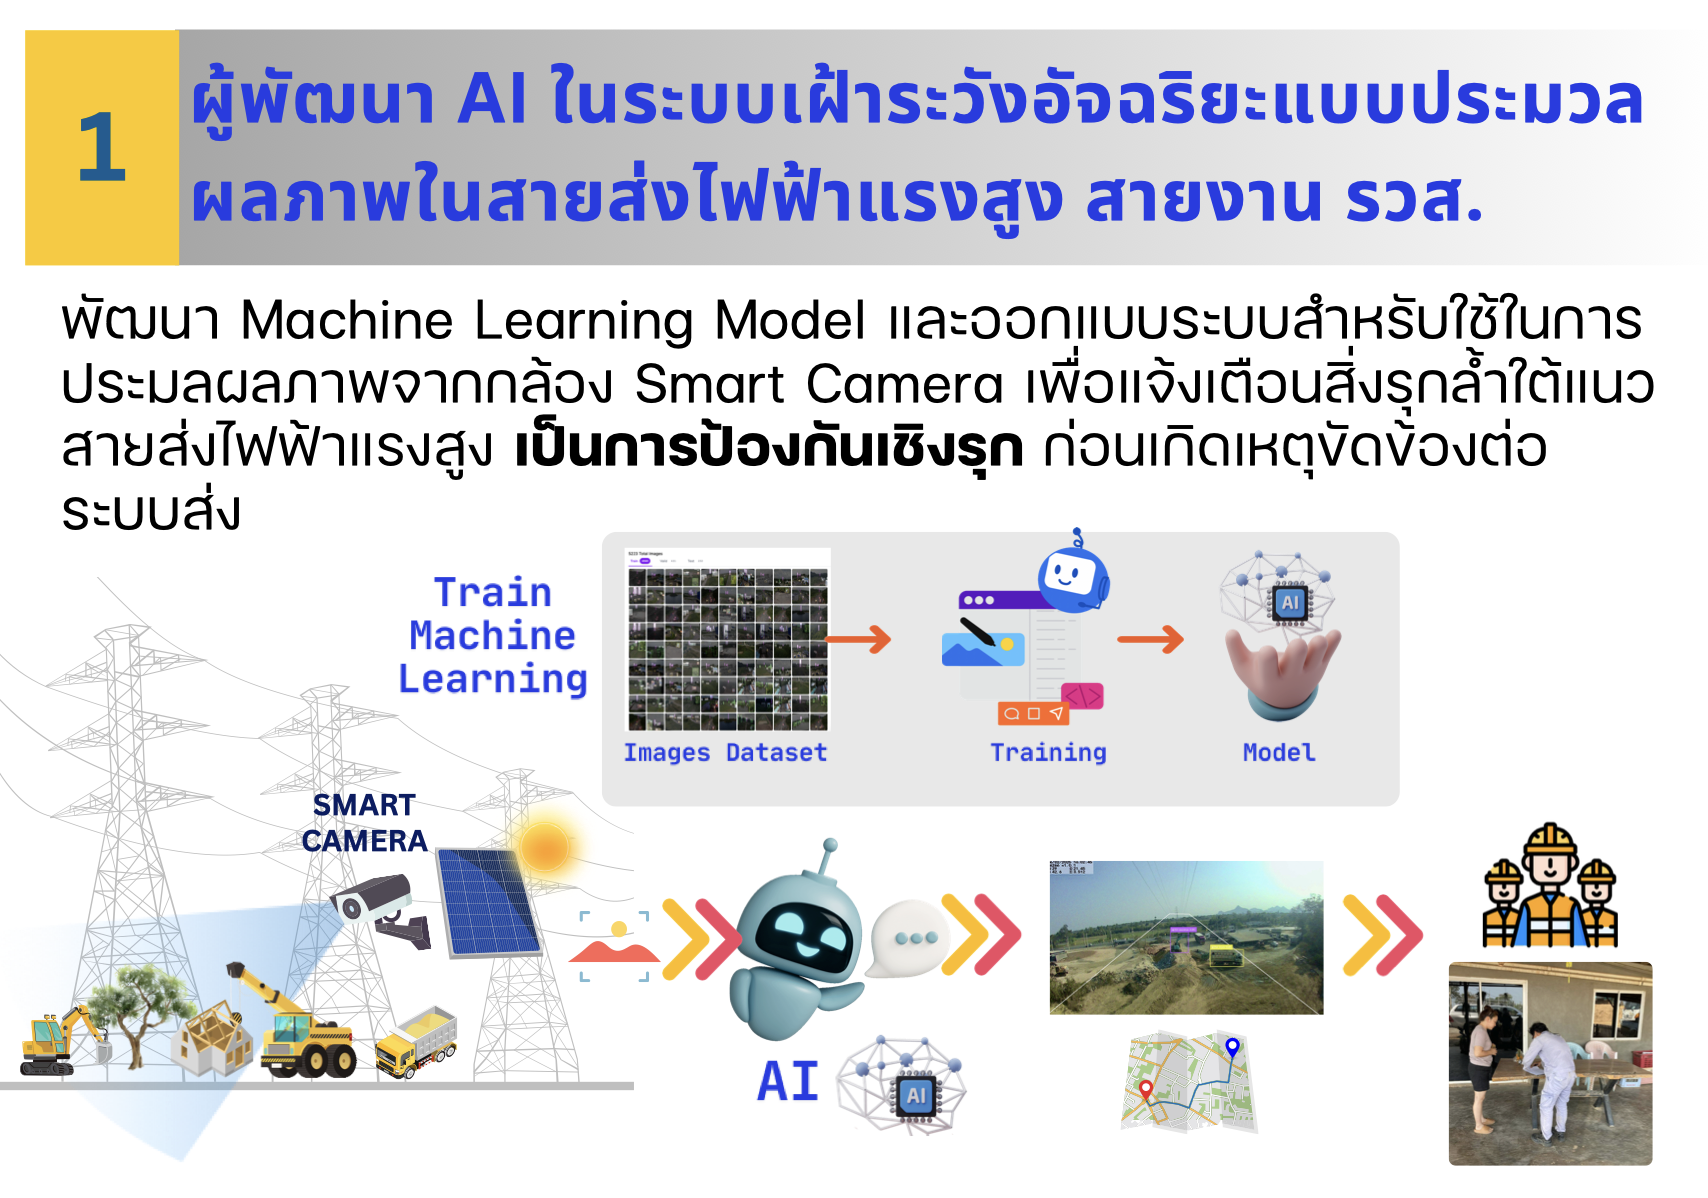 1
ผู้พัฒนา AI ในระบบเฝ้าระวังอัจฉริยะแบบประมวล
ผลภาพในสายส่งไฟฟ้าแรงสูง สายงาน รวส.
พัฒนา Machine Learning Model และออกแบบระบบสำหรับใช้ในการ
ประมลผลภาพจากกล้อง Smart Camera เพื่อแจ้งเตือนสิ่งรุกล้ำใต้แนว
สายส่งไฟฟ้าแรงสูง เป็นการป้องกันเชิงรุก ก่อนเกิดเหตุขัดข้องต่อ
ระบบส่ง
Train
Machine
Learning
Total Images
AI
</>
Images Dataset
Training
Model
SMART
CAMERA
AI
AI